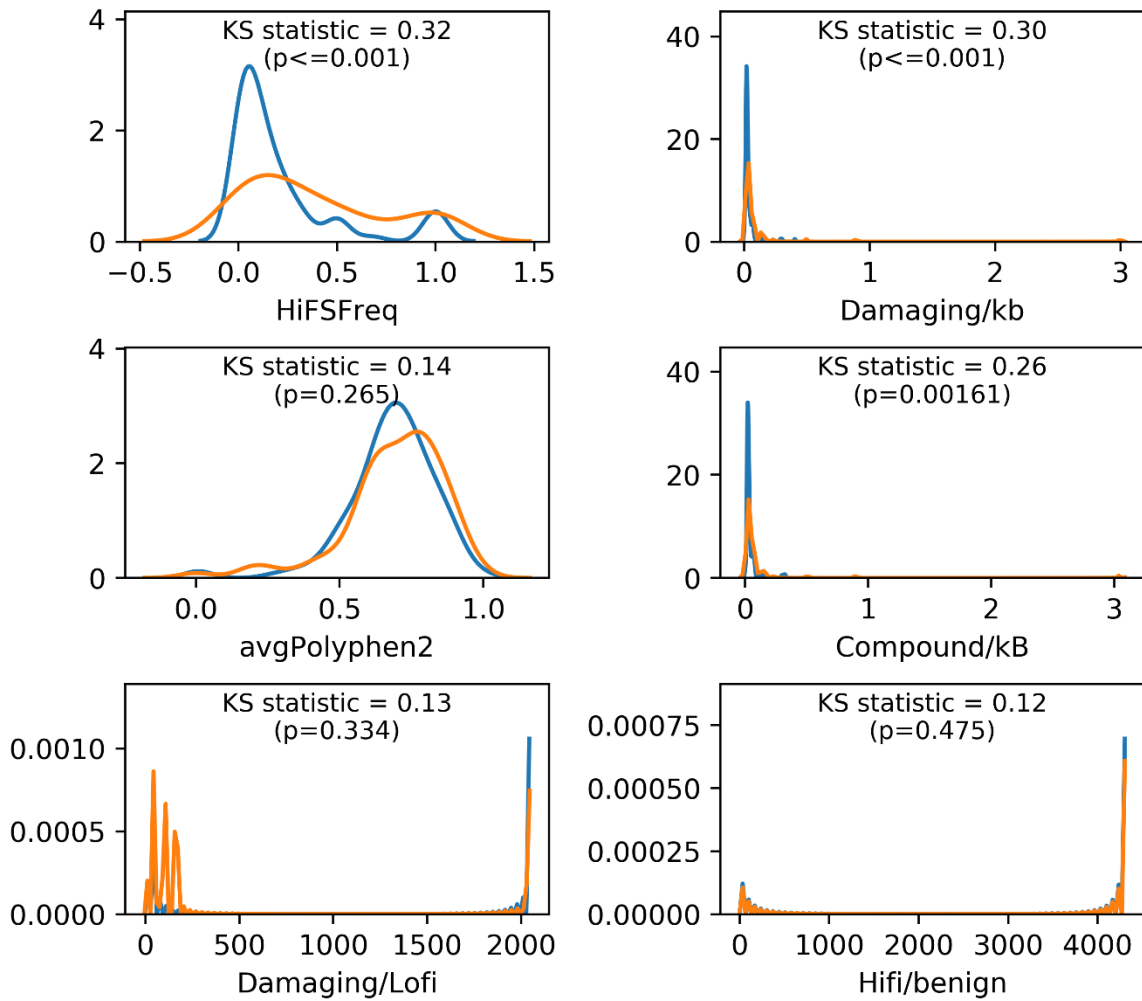 KS statistic = 0.32
(p<=0.001)
4
2
0
−0.5 0.0 0.5 1.0 1.5
HiFSFreq
KS statistic = 0.30
(p<=0.001)
40
20
0
0 1 2 3
Damaging/kb
KS statistic = 0.14
(p=0.265)
4
2
0
0.0 0.5 1.0
avgPolyphen2
KS statistic = 0.26
(p=0.00161)
40
20
0
0 1 2 3
Compound/kB
KS statistic = 0.13
(p=0.334)
0.0010
0.0005
0.0000
0 500 1000 1500 2000
Damaging/Lofi
KS statistic = 0.12
(p=0.475)
0.00075
0.00050
0.00025
0.00000
0 1000 2000 3000 4000
Hifi/benign